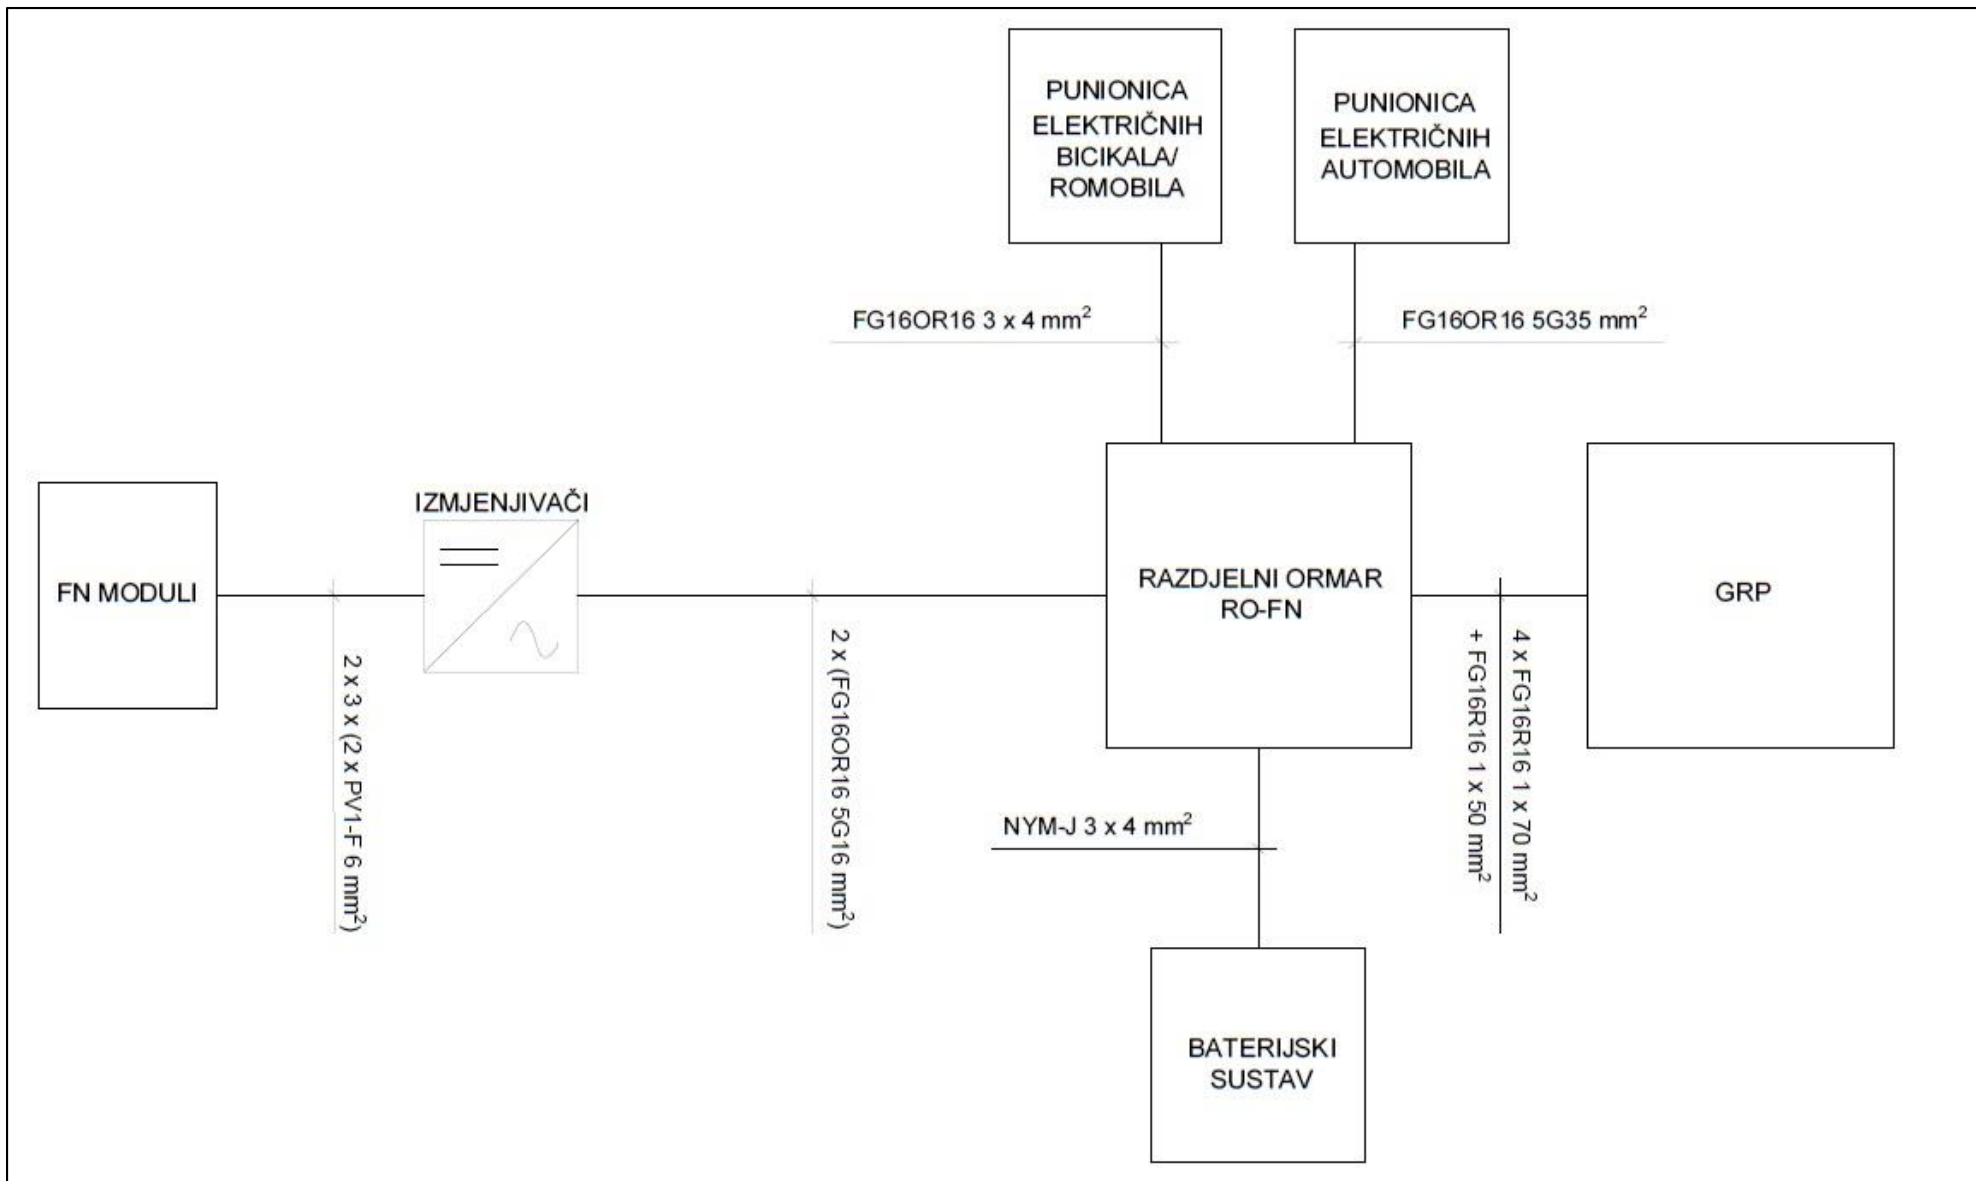 PUNIONICA
ELEKTRIČNIH
BICIKALA/
ROMOBILA
PUNIONICA
ELEKTRIČNIH
AUTOMOBILA
FG16OR16 3 x 4 mm²
FG16OR16 5G35 mm²
FN MODULI
IZMJENJIVAČI
RAZDJELNI ORMAR
RO-FN
GRP
2 x 3 x (2 x PV1-F 6 mm²)
2 x (FG16OR16 5G16 mm²)
4 x FG16R16 1 x 70 mm²
+ FG16R16 1 x 50 mm²
NYM-J 3 x 4 mm²
BATERIJSKI
SUSTAV